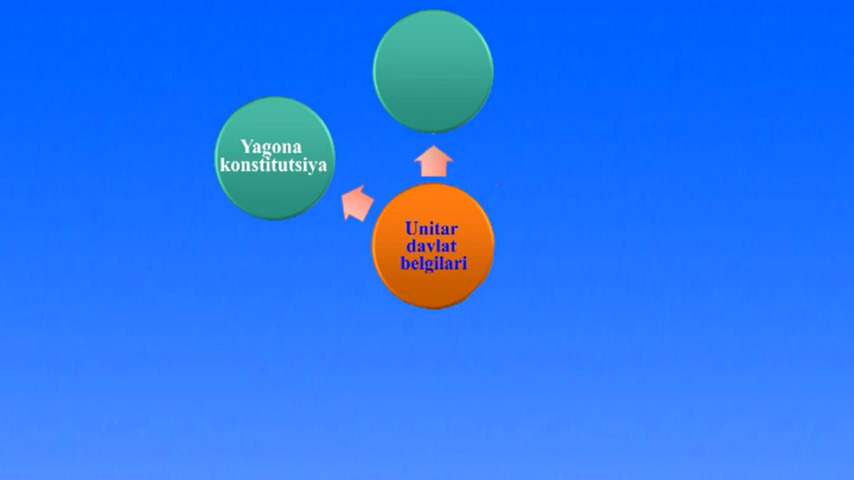 Yagona
konstitutsiya
Unitar
davlat
belgilari